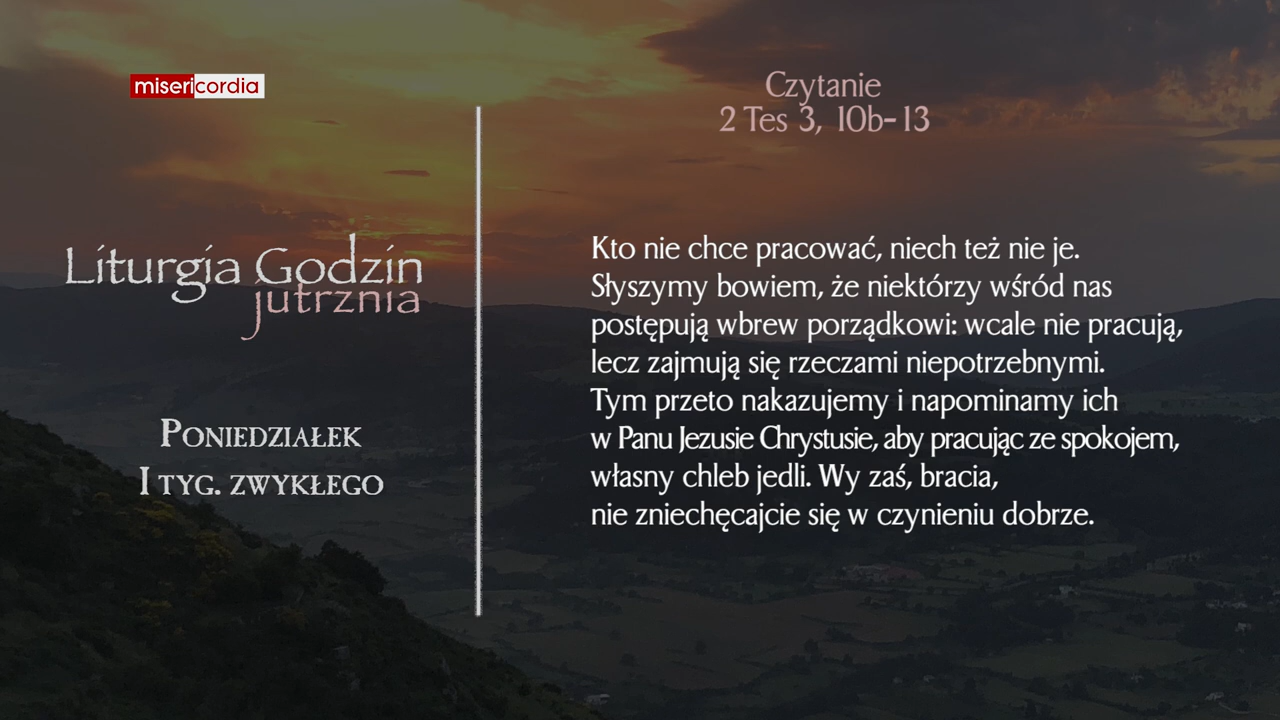 misericordia
Liturgia Godzin
jutrznia
Poniedziałek
I tyg. zwykłego
Czytanie
2 Tes 3, 10b-13
Kto nie chce pracować, niech też nie je.
Słyszymy bowiem, że niektórzy wśród nas
postępują wbrew porządkowi: wcale nie pracują,
lecz zajmują się rzeczami niepotrzebnymi.
Tym przeto nakazujemy i napominamy ich
w Panu Jezusie Chrystusie, aby pracując ze spokojem,
własny chleb jedli. Wy zaś, bracia,
nie zniechęcajcie się w czynieniu dobrze.